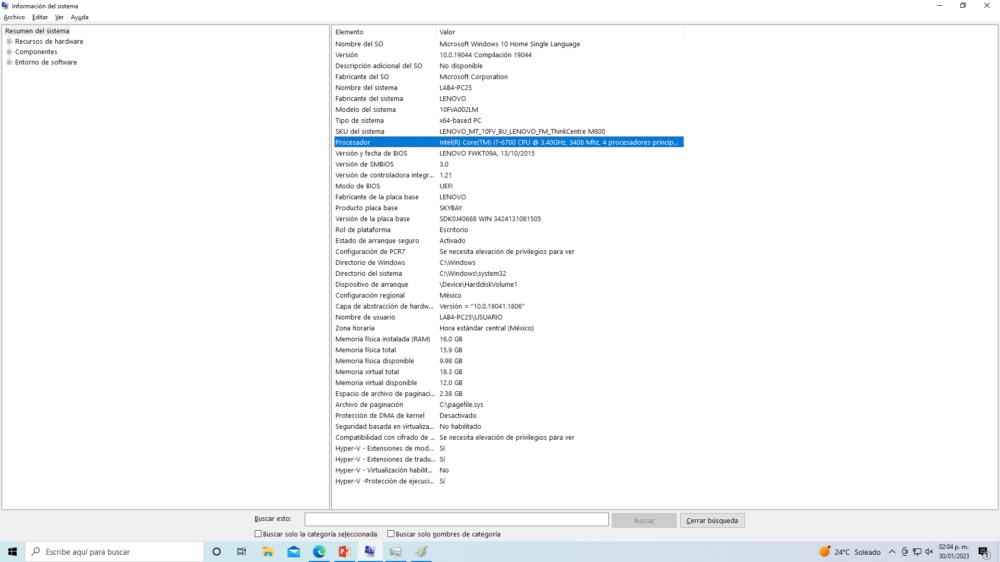 Información del sistema
Archivo Editar Ver Ayuda
Resumen del sistema
Recursos de hardware
Componentes
Entorno de software
Elemento Valor
Nombre del SO Microsoft Windows 10 Home Single Language
Versión 10.0.19044 Compilación 19044
Descripción adicional del SO No disponible
Fabricante del SO Microsoft Corporation
Nombre del sistema LAB4-PC25
Fabricante del sistema LENOVO
Modelo del sistema 10FVA002LM
Tipo de sistema x64-based PC
SKU del sistema LENOVO_MT_10FV_BU_LENOVO_FM_ThinkCentre M800
Procesador Intel(R) Core(TM) i7-6700 CPU @ 3.40GHz, 3408 Mhz, 4 procesadores princip...
Versión y fecha de BIOS LENOVO FWKT09A, 13/10/2015
Versión de SMBIOS 3.0
Versión de controladora integr... 1.21
Modo de BIOS UEFI
Fabricante de la placa base LENOVO
Producto placa base SKYBAY
Versión de la placa base SDK0J40688 WIN 3424131081505
Rol de plataforma Escritorio
Estado de arranque seguro Activado
Configuración de PCR7 Se necesita elevación de privilegios para ver
Directorio de Windows C:\Windows
Directorio del sistema C:\Windows\system32
Dispositivo de arranque \Device\HarddiskVolume1
Configuración regional México
Capa de abstracción de hardw... Versión = "10.0.19041.1806"
Nombre de usuario LAB4-PC25\USUARIO
Zona horaria Hora estándar central (México)
Memoria física instalada (RAM) 16.0 GB
Memoria física total 15.9 GB
Memoria física disponible 9.98 GB
Memoria virtual total 18.3 GB
Memoria virtual disponible 12.0 GB
Espacio de archivo de paginaci... 2.38 GB
Archivo de paginación C:\pagefile.sys
Protección de DMA de kernel Desactivado
Seguridad basada en virtualiza... No habilitado
Compatibilidad con cifrado de ... Se necesita elevación de privilegios para ver
Hyper-V - Extensiones de mod... Sí
Hyper-V - Extensiones de tradu... Sí
Hyper-V - Virtualización habilit... No
Hyper-V -Protección de ejecuci... Sí
Buscar esto: Buscar Cerrar búsqueda
Buscar solo la categoría seleccionada Buscar solo nombres de categoría
Escribe aquí para buscar 24°C Soleado 02:04 p. m.
30/01/2023 1